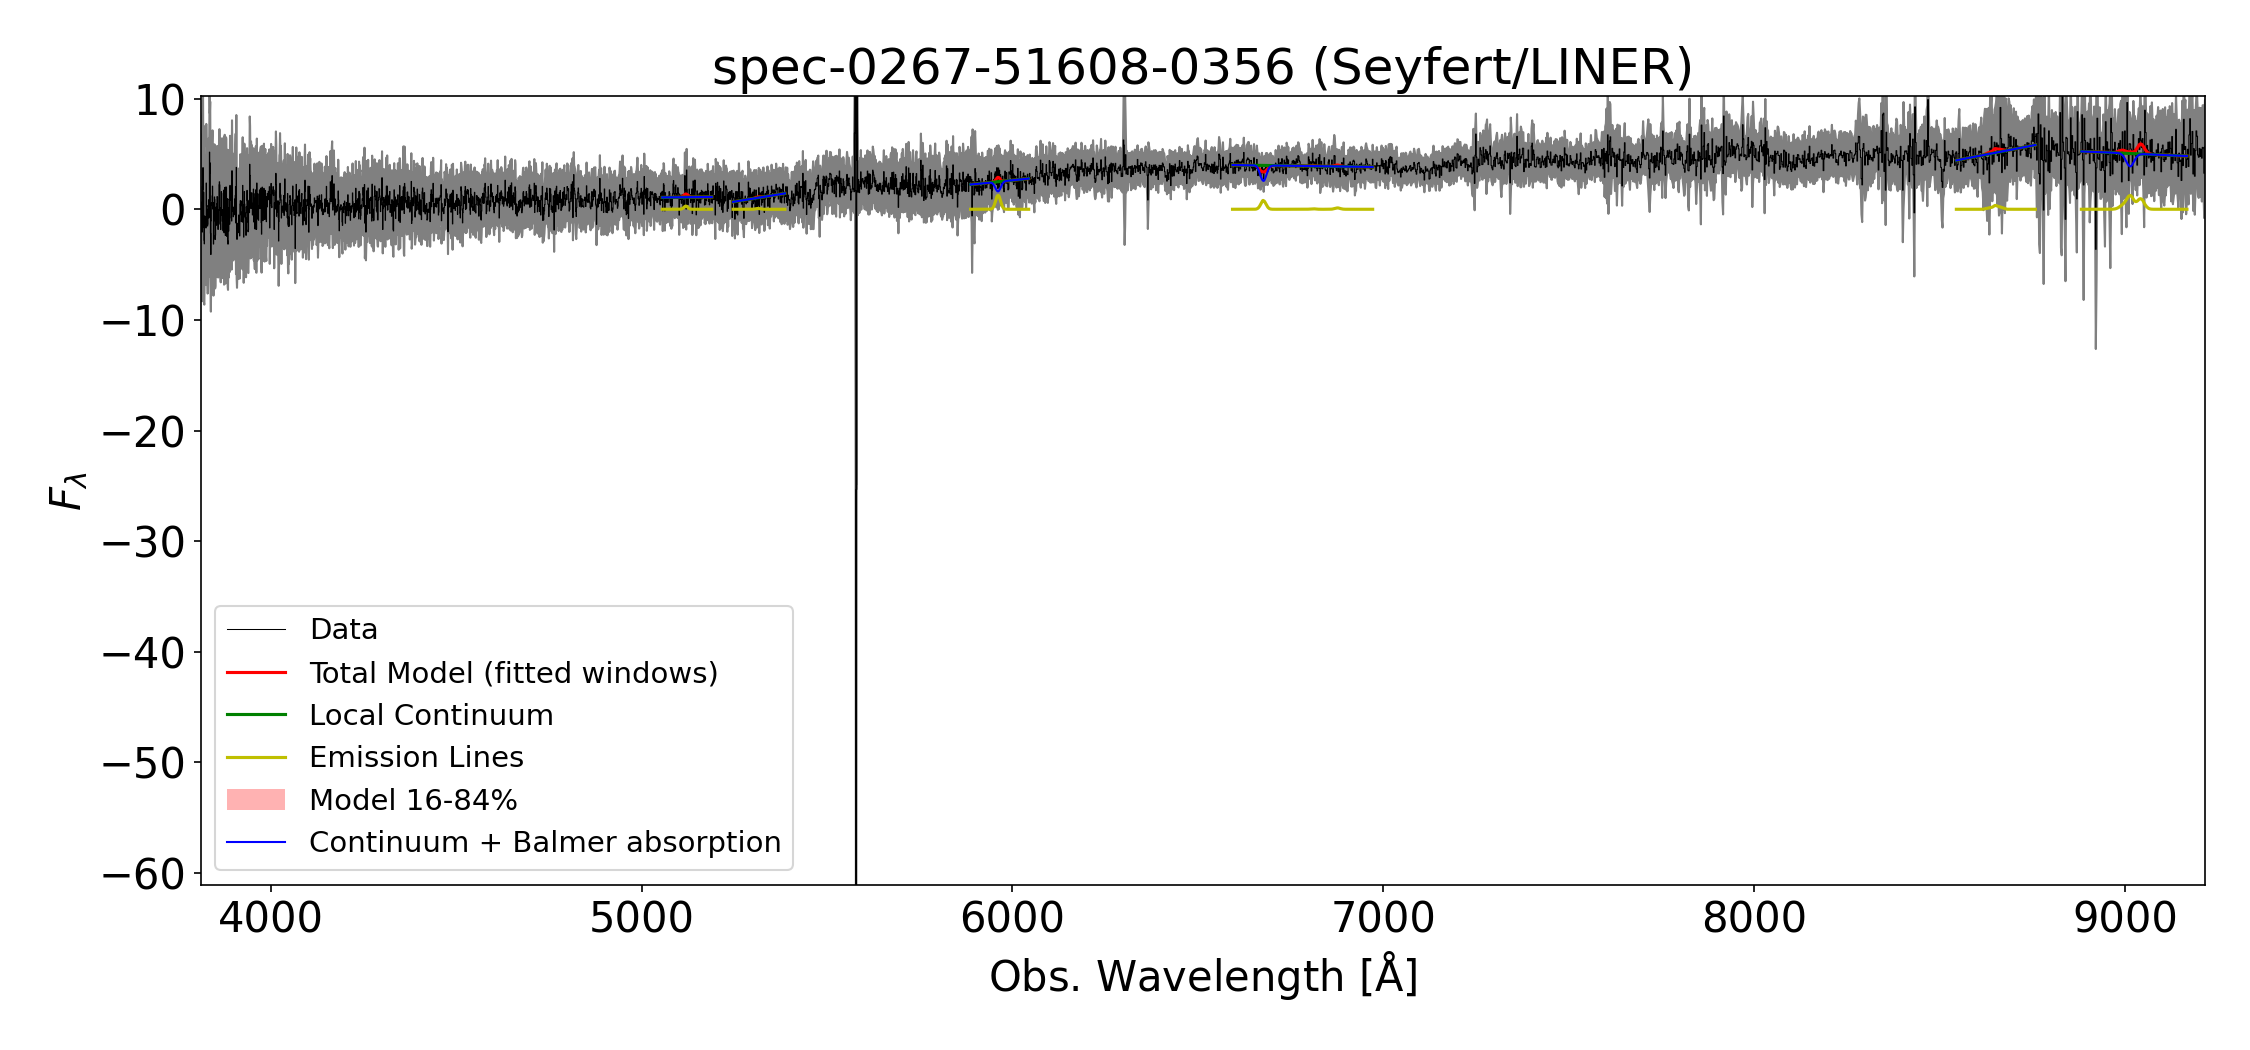 spec-0267-51608-0356 (Seyfert/LINER)
10
0
−10
−20
−30
−40
−50
−60
Fλ
Data
Total Model (fitted windows)
Local Continuum
Emission Lines
Model 16-84%
Continuum + Balmer absorption
4000 5000 6000 7000 8000 9000
Obs. Wavelength [Å]